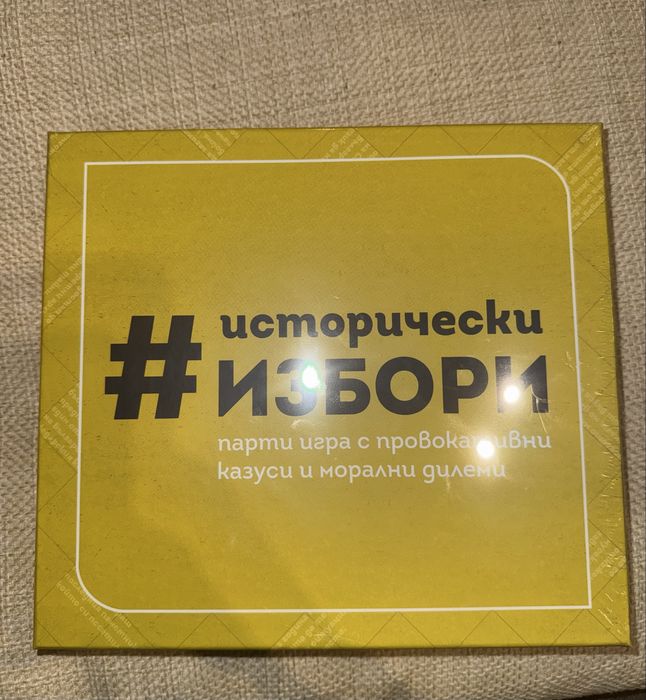 #исторически
ИЗБОРИ
парти игра с провокативни
казуси и морални дилеми